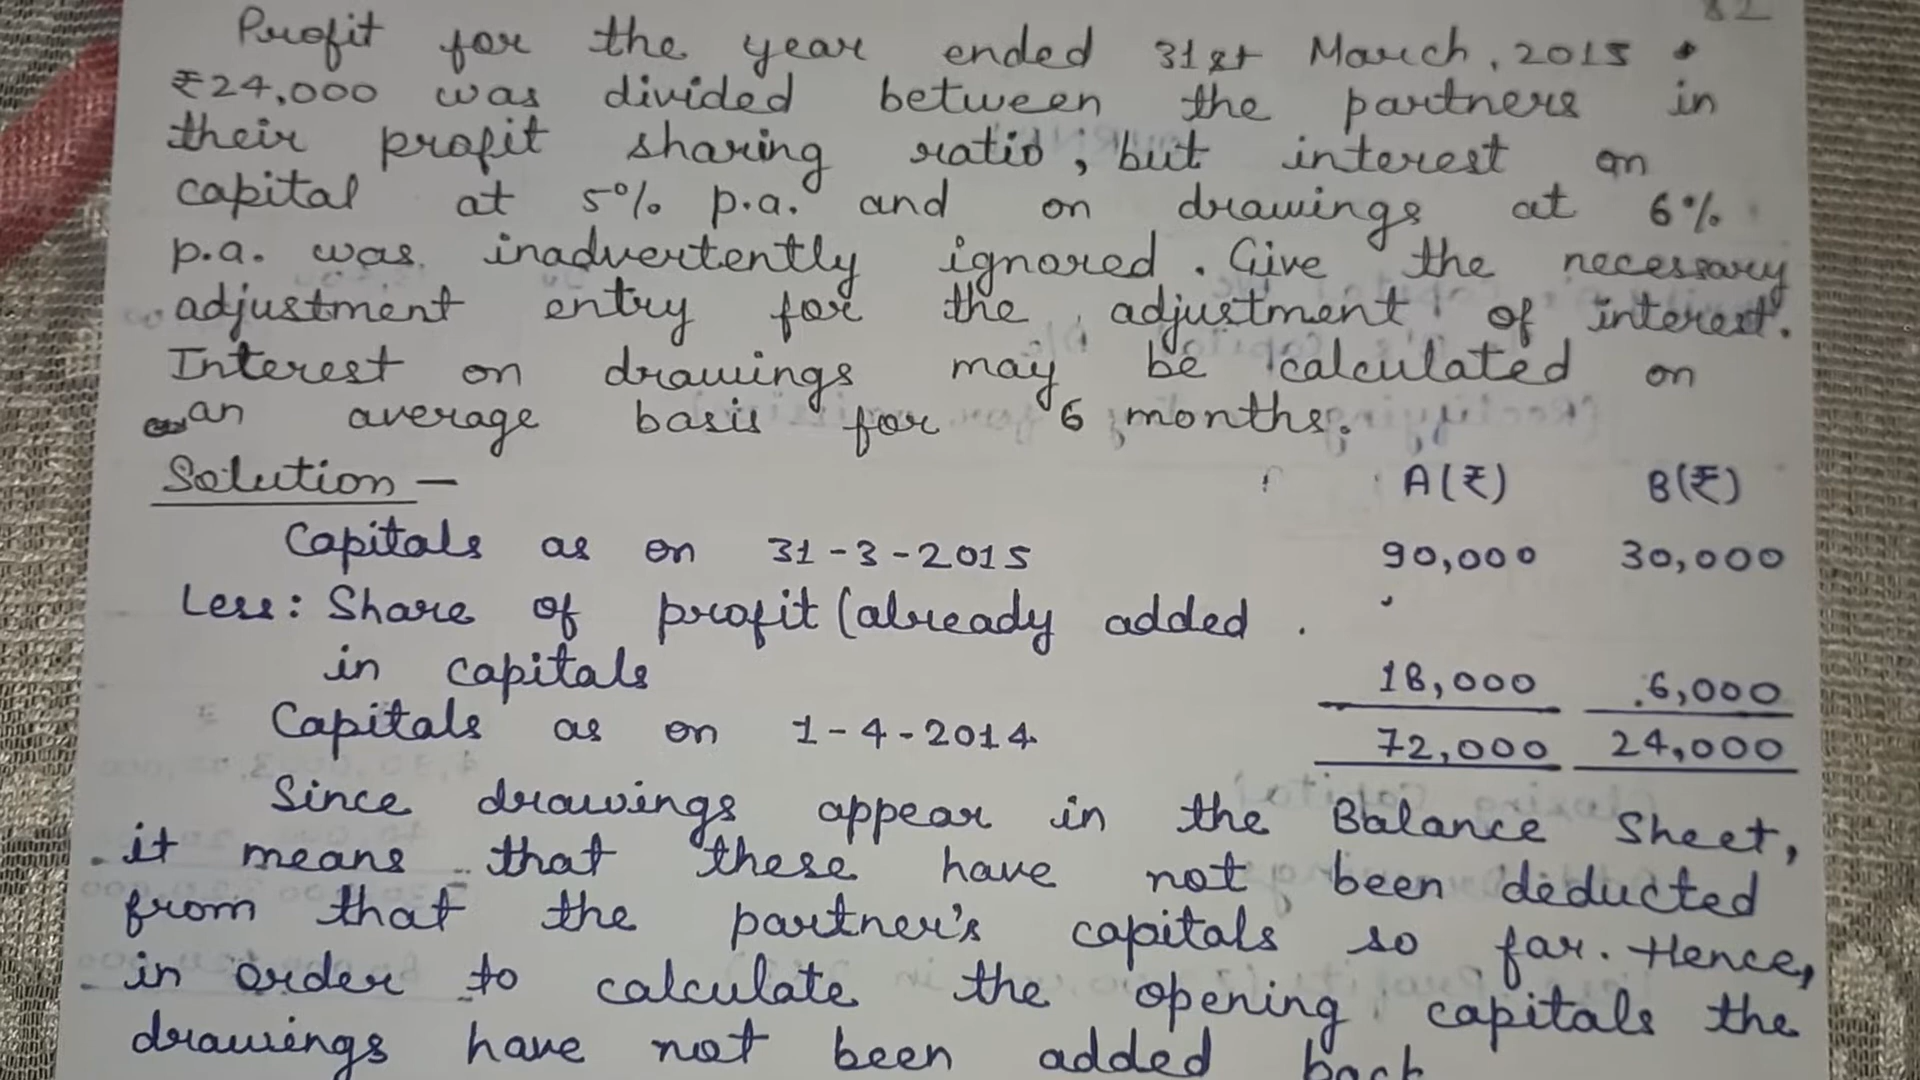 82
Profit for the year ended 31st March, 2015
₹24,000 was divided between the partners in
their profit sharing ratio, but interest on
capital at 5% p.a. and on drawings at 6%
p.a. was inadvertently ignored. Give the necessary
adjustment entry for the adjustment of interest.
Interest on drawings may be calculated on
an average basis for 6 months.
Solution - A(₹) B(₹)
Capitals as on 31-3-2015 90,000 30,000
Less: Share of profit (already added
in capitals 18,000 6,000
Capitals as on 1-4-2014 72,000 24,000
Since drawings appear in the Balance Sheet,
it means that these have not been deducted
from that the partner's capitals so far. Hence,
in order to calculate the opening capitals the
drawings have not been added back